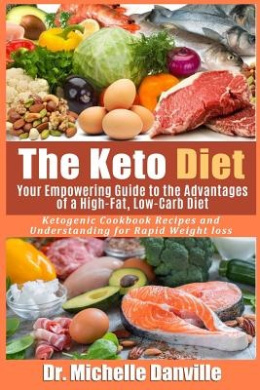 The Keto Diet
Your Empowering Guide to the Advantages
of a High-Fat, Low-Carb Diet
Ketogenic Cookbook Recipes and
Understanding for Rapid Weight loss
Dr. Michelle Danville